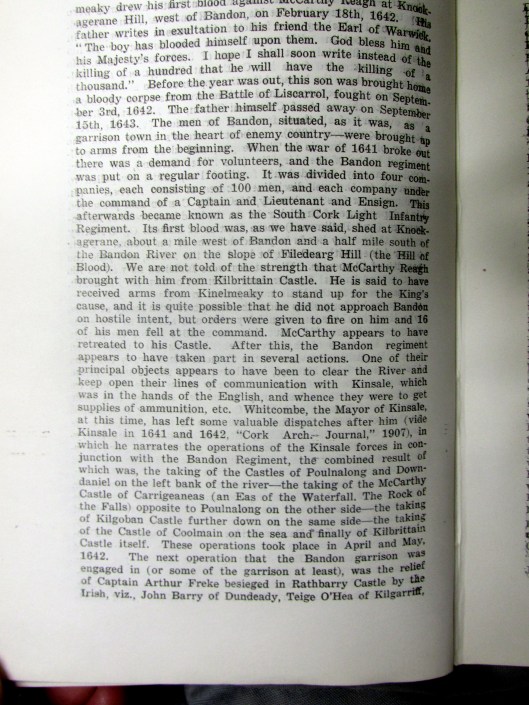 meaky drew his first blood against McCarthy Reagh at Knock-
agerane Hill, west of Bandon, on February 18th, 1642. His
father writes in exultation to his friend the Earl of Warwick.
"The boy has blooded himself upon them. God bless him and
his Majesty's forces. I hope I shall soon write instead of the
killing of a hundred that he will have the killing of a
thousand." Before the year was out, this son was brought home
a bloody corpse from the Battle of Liscarrol, fought on Septem-
ber 3rd, 1642. The father himself passed away on September
15th, 1643. The men of Bandon, situated, as it was, as a
garrison town in the heart of enemy country—were brought up
to arms from the beginning. When the war of 1641 broke out
there was a demand for volunteers, and the Bandon regiment
was put on a regular footing. It was divided into four com-
panies, each consisting of 100 men, and each company under
the command of a Captain and Lieutenant and Ensign. This
afterwards became known as the South Cork Light Infantry
Regiment. Its first blood was, as we have said, shed at Knock-
agerane, about a mile west of Bandon and a half mile south of
the Bandon River on the slope of Filedearg Hill (the Hill of
Blood). We are not told of the strength that McCarthy Reagh
brought with him from Kilbrittain Castle. He is said to have
received arms from Kinelmeaky to stand up for the King's
cause, and it is quite possible that he did not approach Bandon
on hostile intent, but orders were given to fire on him and 16
of his men fell at the command. McCarthy appears to have
retreated to his Castle. After this, the Bandon regiment
appears to have taken part in several actions. One of their
principal objects appears to have been to clear the River and
keep open their lines of communication with Kinsale, which
was in the hands of the English, and whence they were to get
supplies of ammunition, etc. Whitcombe, the Mayor of Kinsale,
at this time, has left some valuable dispatches after him (vide
Kinsale in 1641 and 1642, "Cork Arch. Journal," 1907), in
which he narrates the operations of the Kinsale forces in con-
junction with the Bandon Regiment, the combined result of
which was, the taking of the Castles of Poulnalong and Down-
daniel on the left bank of the river—the taking of the McCarthy
Castle of Carrigeaneas (an Eas of the Waterfall. The Rock of
the Falls) opposite to Poulnalong on the other side—the taking
of Kilgoban Castle further down on the same side—the taking
of the Castle of Coolmain on the sea and finally of Kilbrittain
Castle itself. These operations took place in April and May,
1642. The next operation that the Bandon garrison was
engaged in (or some of the garrison at least), was the relief
of Captain Arthur Freke besieged in Rathbarry Castle by the
Irish, viz., John Barry of Dundeady, Teige O'Hea of Kilgarriff,